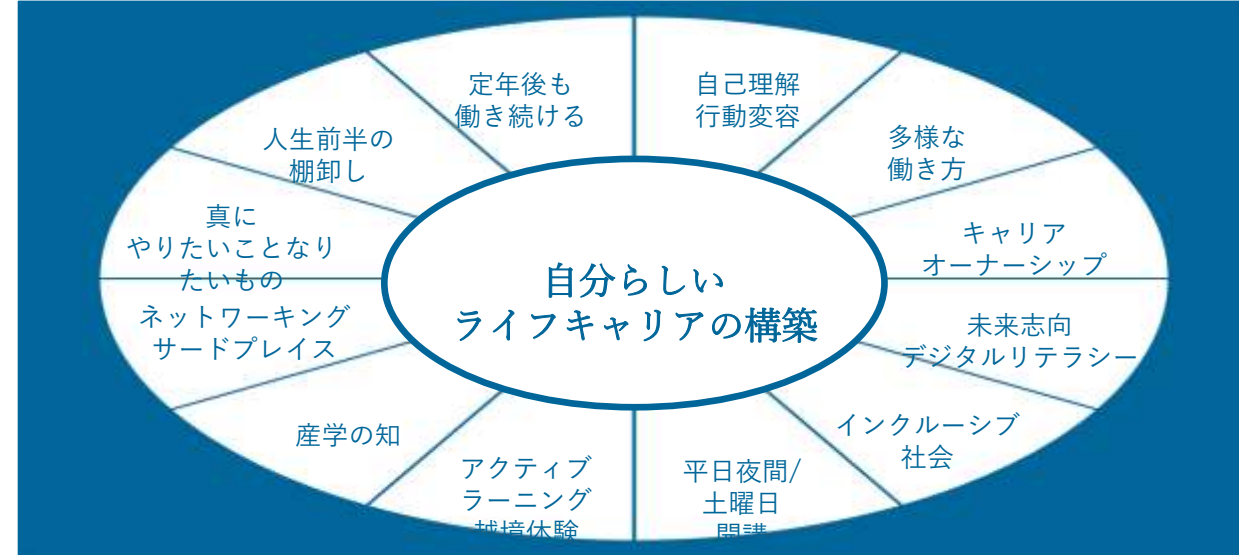 定年後も
働き続ける
自己理解
行動変容
多様な
働き方
キャリア
オーナーシップ
未来志向
デジタルリテラシー
インクルーシブ
社会
平日夜間/
土曜日
開講
アクティブ
ラーニング
越境体験
産学の知
ネットワーキング
サードプレイス
真に
やりたいことなり
たいもの
人生前半の
棚卸し
自分らしい
ライフキャリアの構築